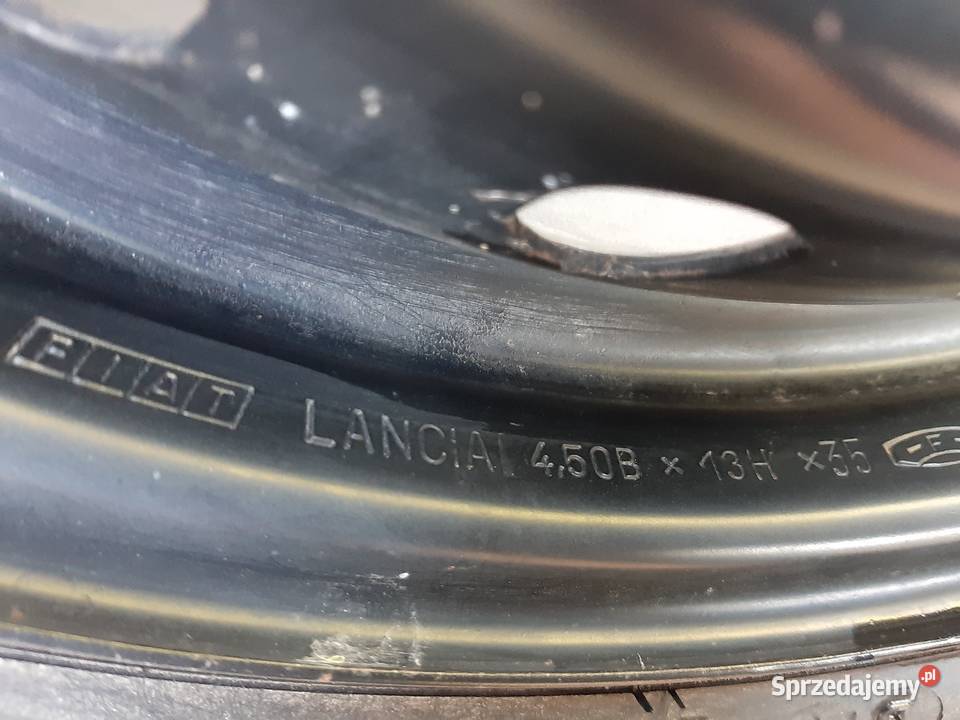 FIAT LANCIA 4,50B × 13H ×35
Sprzedajemy.pl